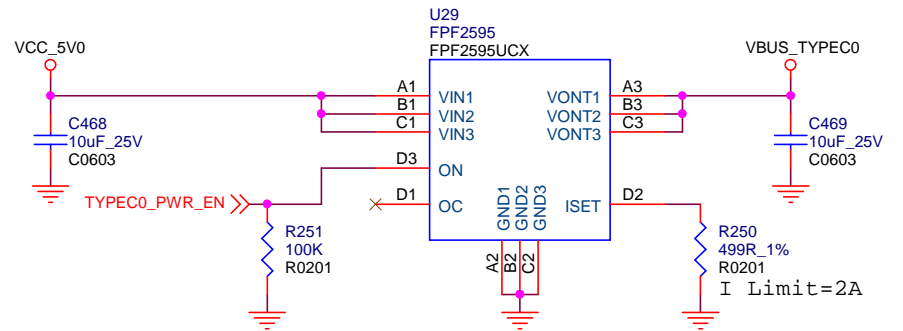 U29
FPF2595
FPF2595UCX
VCC_5V0
VBUS_TYPEC0
A1
VIN1
VONT1
A3
B1
VIN2
VONT2
B3
C1
VIN3
VONT3
C3
C468
10uF_25V
C0603
C469
10uF_25V
C0603
D3
ON
TYPEC0_PWR_EN
D1
OC
GND1
GND2
GND3
ISET
D2
A2
B2
C2
R251
100K
R0201
R250
499R_1%
R0201
I Limit=2A